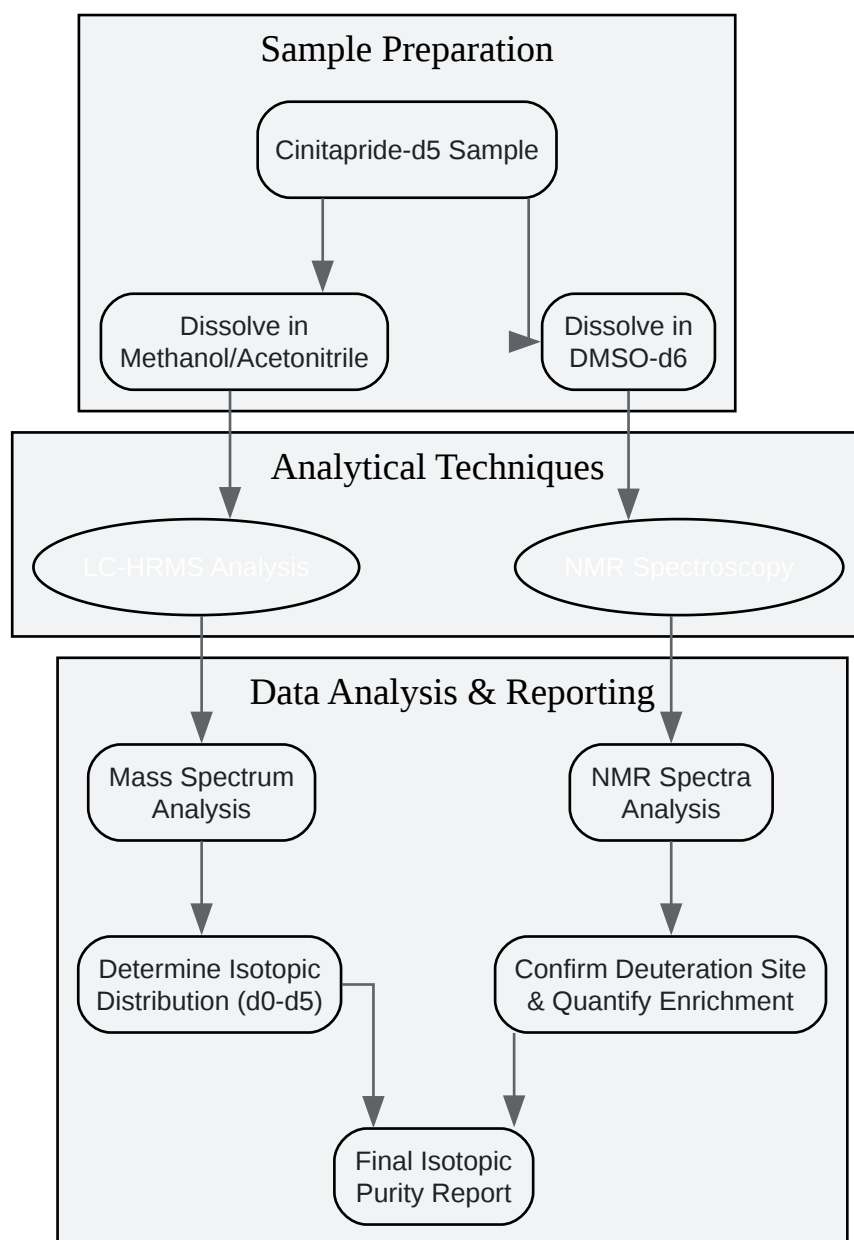 Sample Preparation
Cinitapride-d5 Sample
Dissolve in
Methanol/Acetonitrile
Dissolve in
DMSO-d6
Analytical Techniques
LC-HRMS Analysis
NMR Spectroscopy
Data Analysis & Reporting
Mass Spectrum
Analysis
NMR Spectra
Analysis
Determine Isotopic
Distribution (d0-d5)
Confirm Deuteration Site
& Quantify Enrichment
Final Isotopic
Purity Report